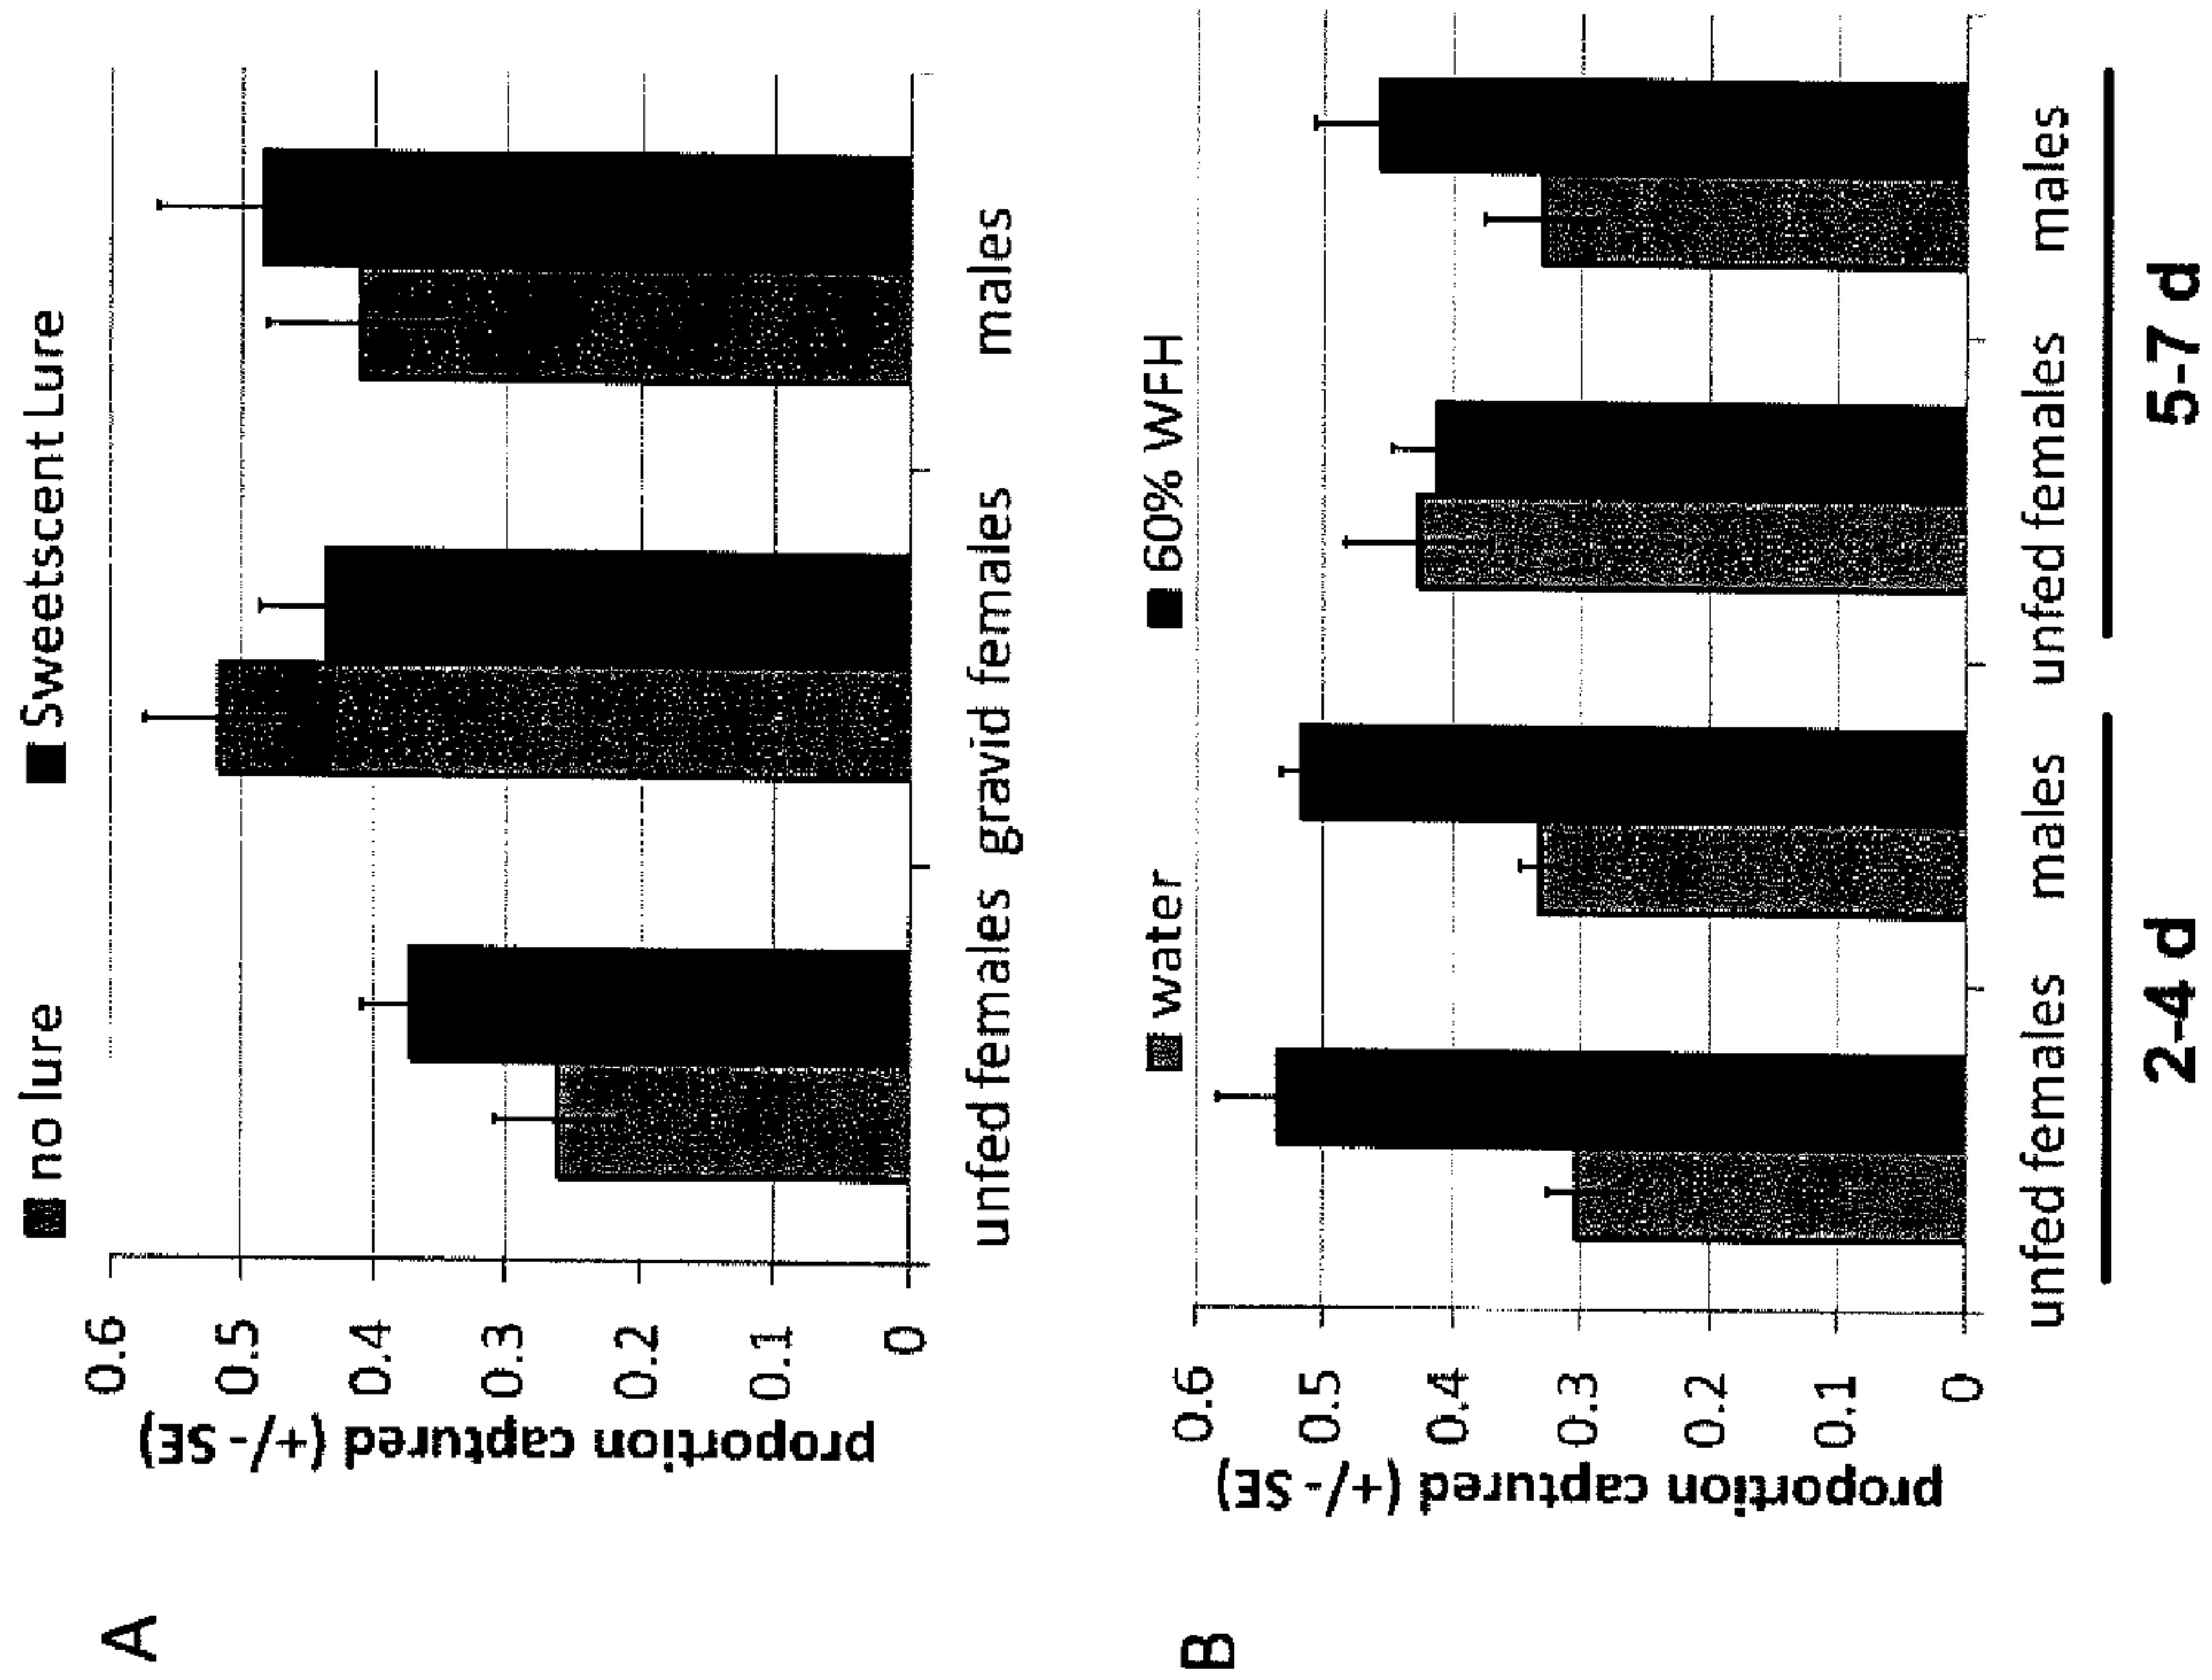 A
■ no lure ■ Sweetscent Lure
proportion captured (+/- SE)
0.6
0.5
0.4
0.3
0.2
0.1
0
unfed females gravid females males
B
■ water ■ 60% WFH
proportion captured (+/- SE)
0.6
0.5
0.4
0.3
0.2
0.1
0
unfed females males unfed females males
2-4 d 5-7 d